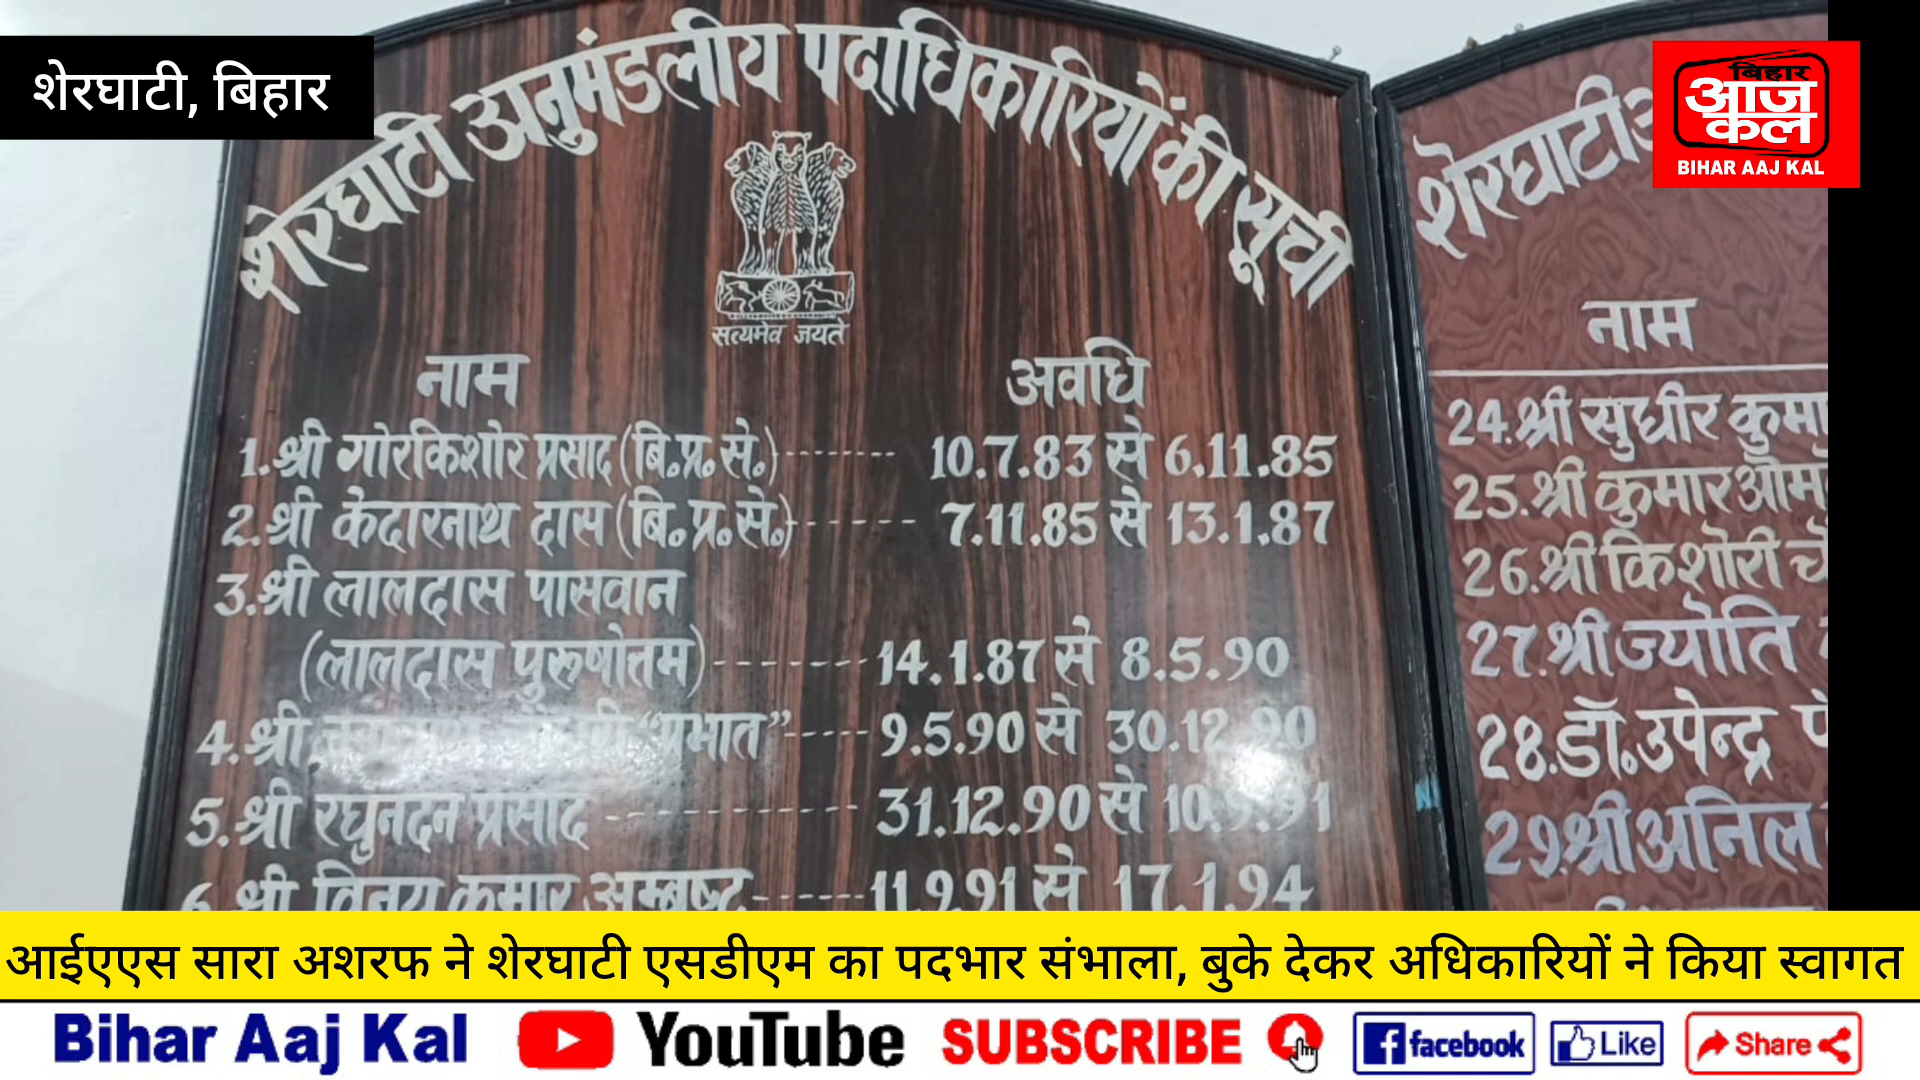 शेरघाटी, बिहार
शेरघाटी अनुमंडलीय पदाधिकारियों की सूची
सत्यमेव जयते
नाम अवधि
1. श्री गोरकिशोर प्रसाद (बि.प्र.से.) -------- 10.7.83 से 6.11.85
2. श्री केदारनाथ दास (बि.प्र.से.) ------ 7.11.85 से 13.1.87
3. श्री लालदास पासवान
(लालदास पुरूषोत्तम) ------- 14.1.87 से 8.5.90
4. श्री "प्रभात" ----- 9.5.90 से 30.12.90
5. श्री रघुनदन प्रसाद ---------- 31.12.90 से 10.9.91
6. श्री विनय कुमार अम्बष्ट ------ 11.9.91 से 17.1.94
शेरघाटी
नाम
24. श्री सुधीर
25. श्री कुमार
26. श्री किशोरी
27. श्री ज्योति
28. डॉ. उपेन्द्र
29. श्री अनिल
बिहार
आज
कल
BIHAR AAJ KAL
आईएएस सारा अशरफ ने शेरघाटी एसडीएम का पदभार संभाला, बुके देकर अधिकारियों ने किया स्वागत
Bihar Aaj Kal YouTube SUBSCRIBE facebook Like Share